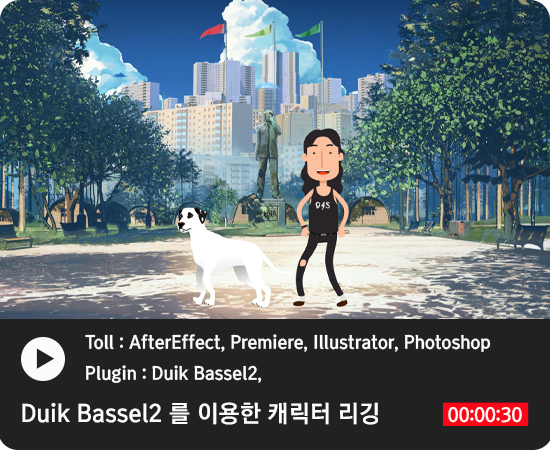 Toll : AfterEffect, Premiere, Illustrator, Photoshop
Plugin : Duik Bassel2,
Duik Bassel2 를 이용한 캐릭터 리깅
00:00:30